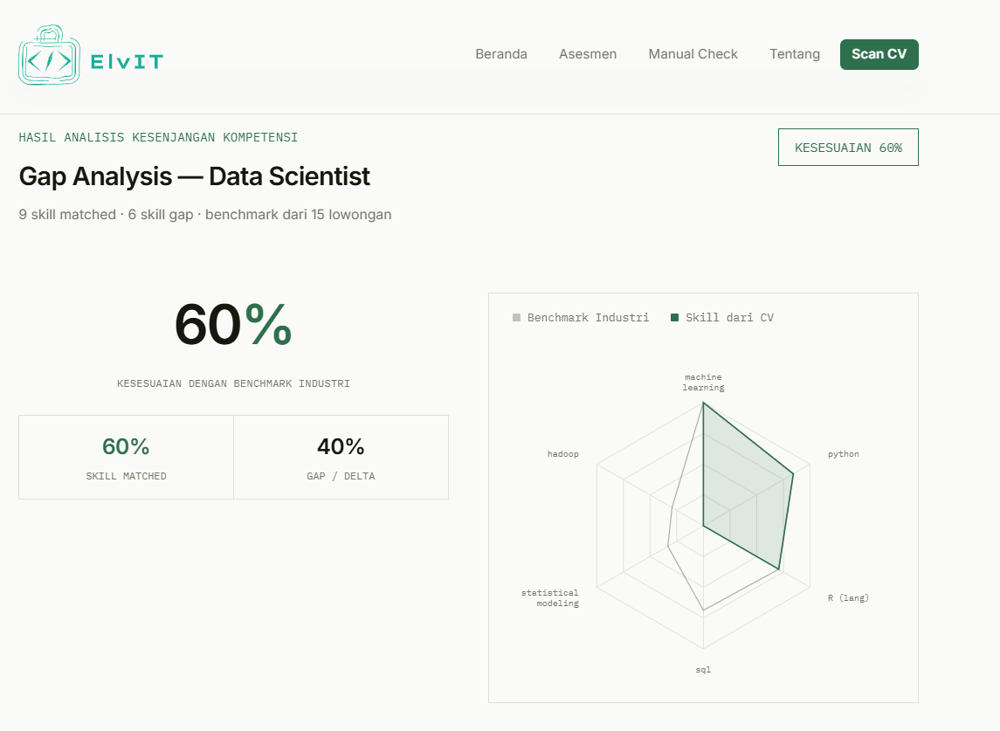 </> ElvIT
Beranda
Asesmen
Manual Check
Tentang
Scan CV
HASIL ANALISIS KESENJANGAN KOMPETENSI
KESESUAIAN 60%
Gap Analysis — Data Scientist
9 skill matched · 6 skill gap · benchmark dari 15 lowongan
60%
KESESUAIAN DENGAN BENCHMARK INDUSTRI
60%
SKILL MATCHED
40%
GAP / DELTA
Benchmark Industri
Skill dari CV
machine
learning
python
R (lang)
sql
statistical
modeling
hadoop